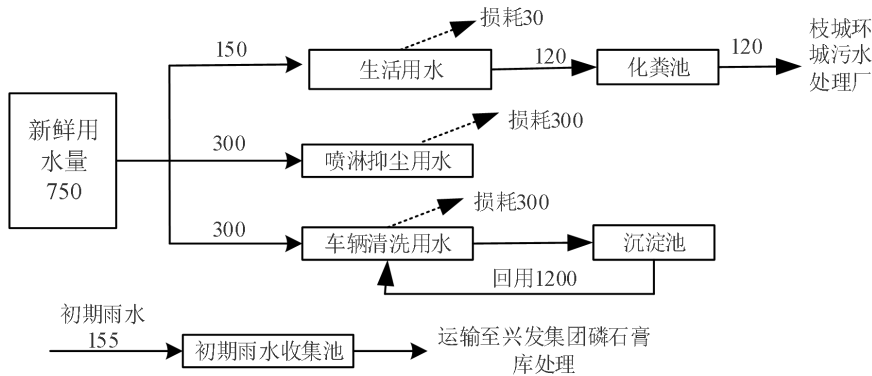 损耗30
150
生活用水
120
化粪池
120
枝城环
城污水
处理厂
新鲜用
水量
750
300
喷淋抑尘用水
损耗300
300
车辆清洗用水
损耗300
沉淀池
回用1200
初期雨水
155
初期雨水收集池
运输至兴发集团磷石膏
库处理